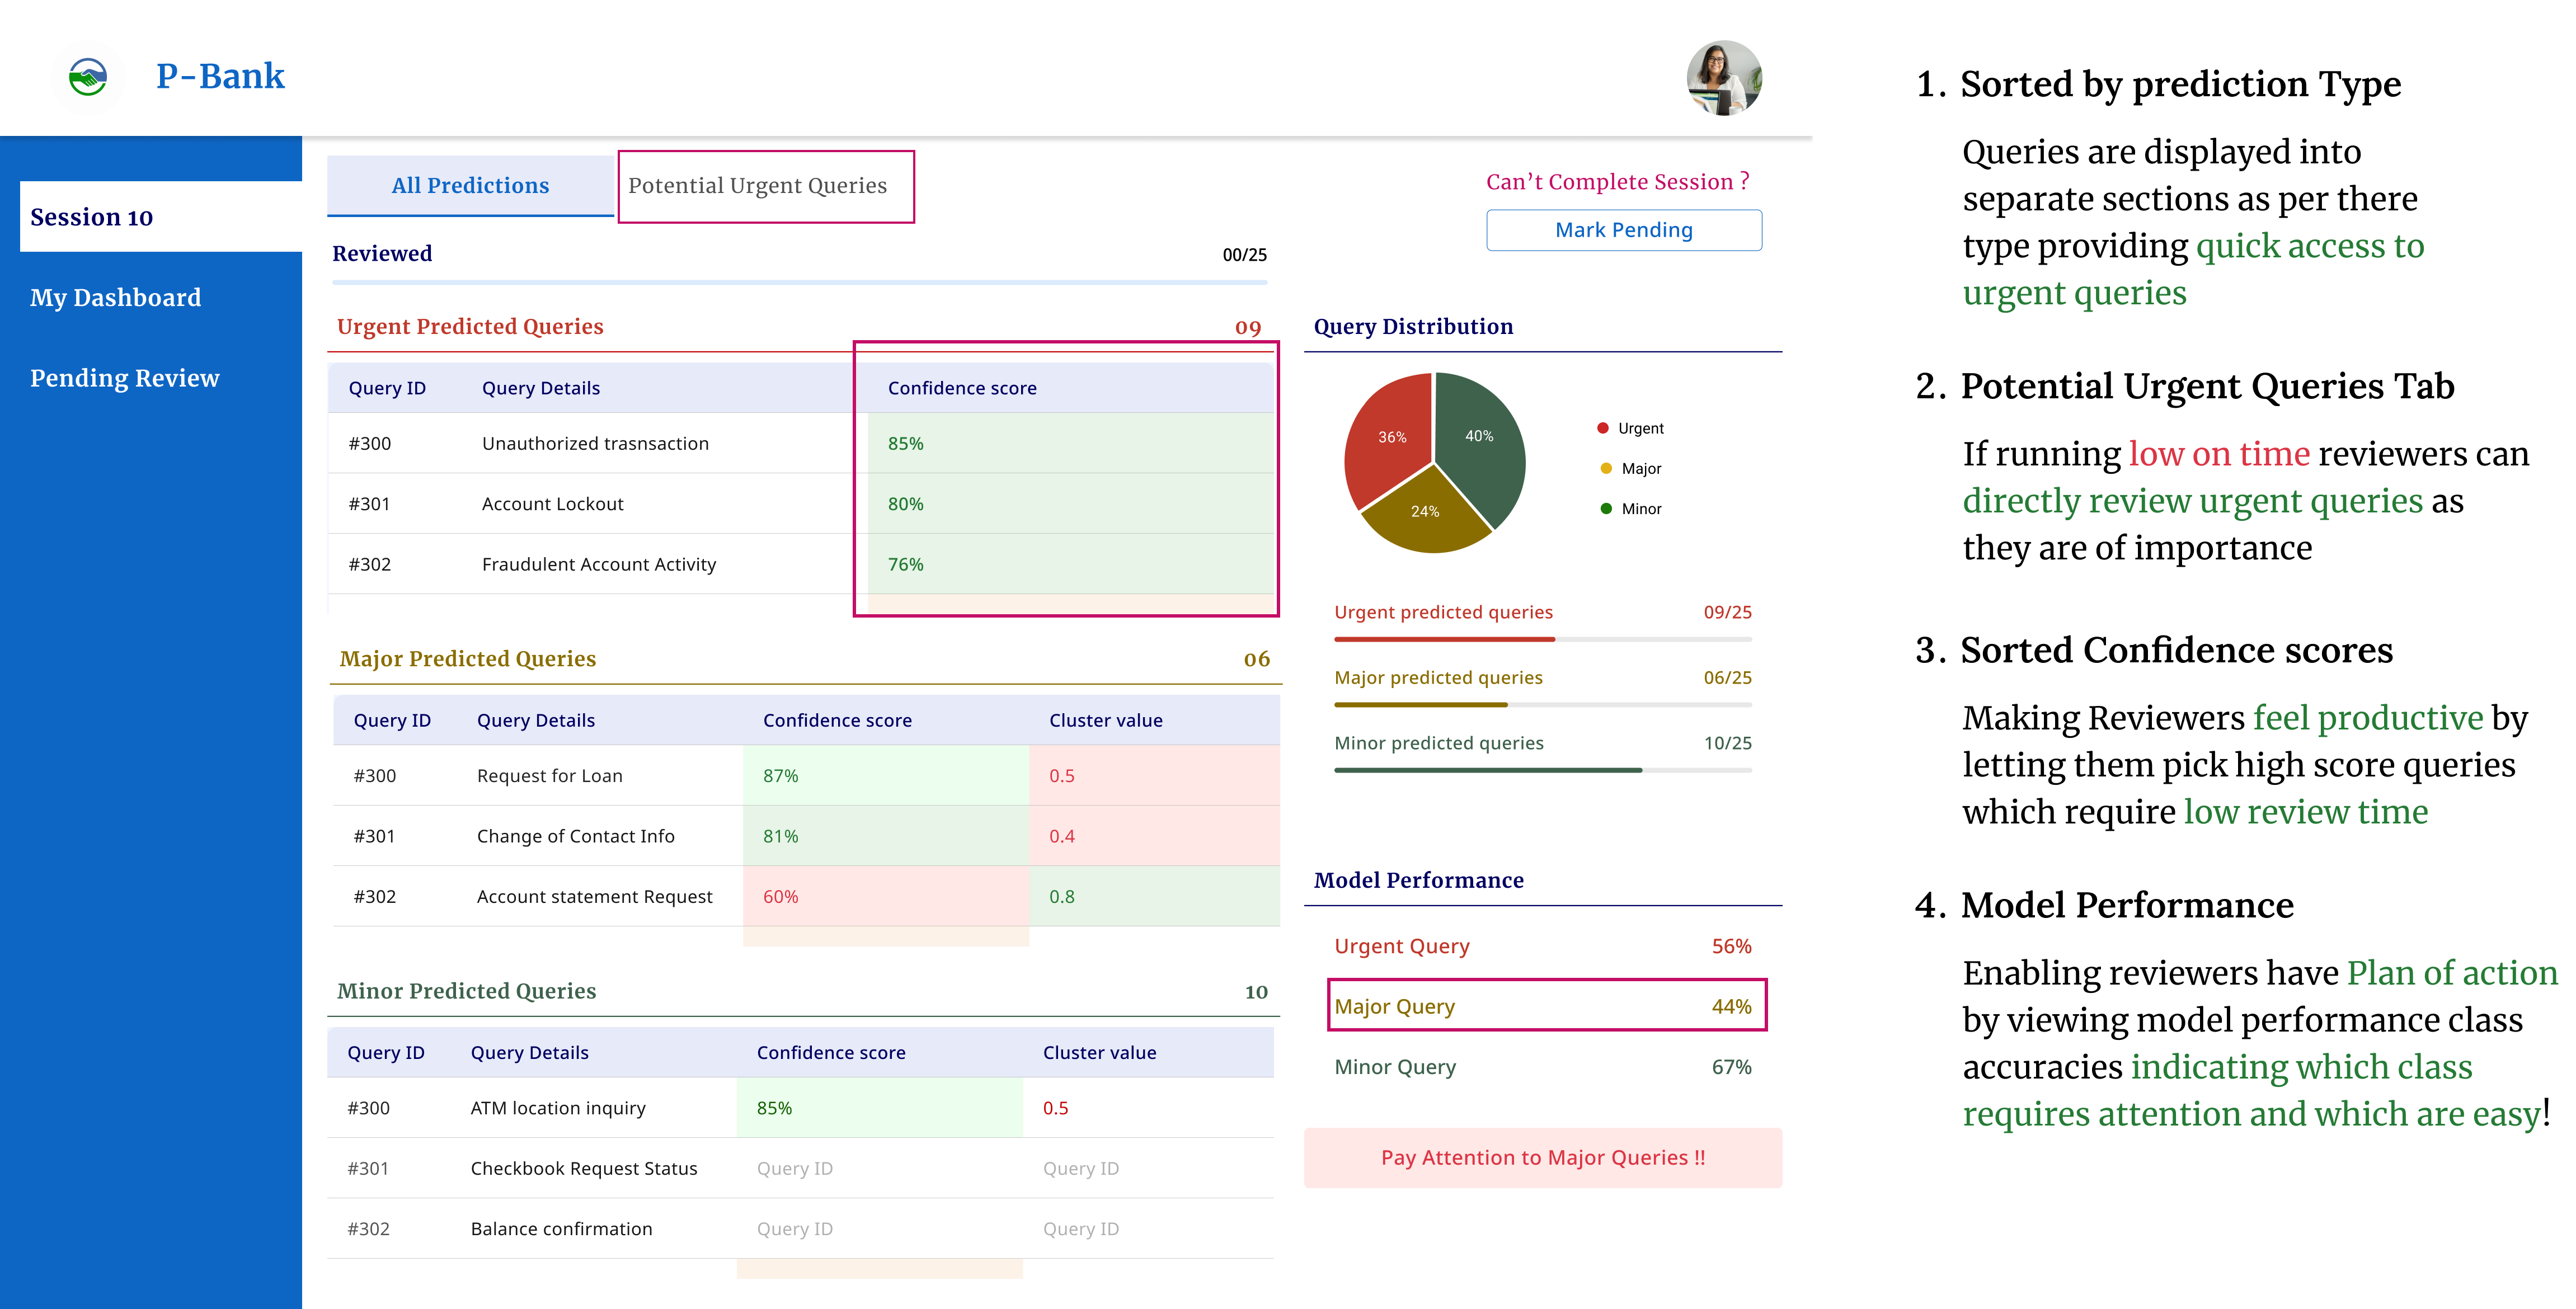 P-Bank
Session 10
My Dashboard
Pending Review
All Predictions
Potential Urgent Queries
Can't Complete Session ?
Mark Pending
Reviewed
00/25
Urgent Predicted Queries
09
Query ID Query Details Confidence score
#300 Unauthorized trasnsaction 85%
#301 Account Lockout 80%
#302 Fraudulent Account Activity 76%
Major Predicted Queries
06
Query ID Query Details Confidence score Cluster value
#300 Request for Loan 87% 0.5
#301 Change of Contact Info 81% 0.4
#302 Account statement Request 60% 0.8
Minor Predicted Queries
10
Query ID Query Details Confidence score Cluster value
#300 ATM location inquiry 85% 0.5
#301 Checkbook Request Status Query ID Query ID
#302 Balance confirmation Query ID Query ID
Query Distribution
36%
40%
24%
Urgent
Major
Minor
Urgent predicted queries 09/25
Major predicted queries 06/25
Minor predicted queries 10/25
Model Performance
Urgent Query 56%
Major Query 44%
Minor Query 67%
Pay Attention to Major Queries !!
1. Sorted by prediction Type
Queries are displayed into
separate sections as per there
type providing quick access to
urgent queries
2. Potential Urgent Queries Tab
If running low on time reviewers can
directly review urgent queries as
they are of importance
3. Sorted Confidence scores
Making Reviewers feel productive by
letting them pick high score queries
which require low review time
4. Model Performance
Enabling reviewers have Plan of action
by viewing model performance class
accuracies indicating which class
requires attention and which are easy!